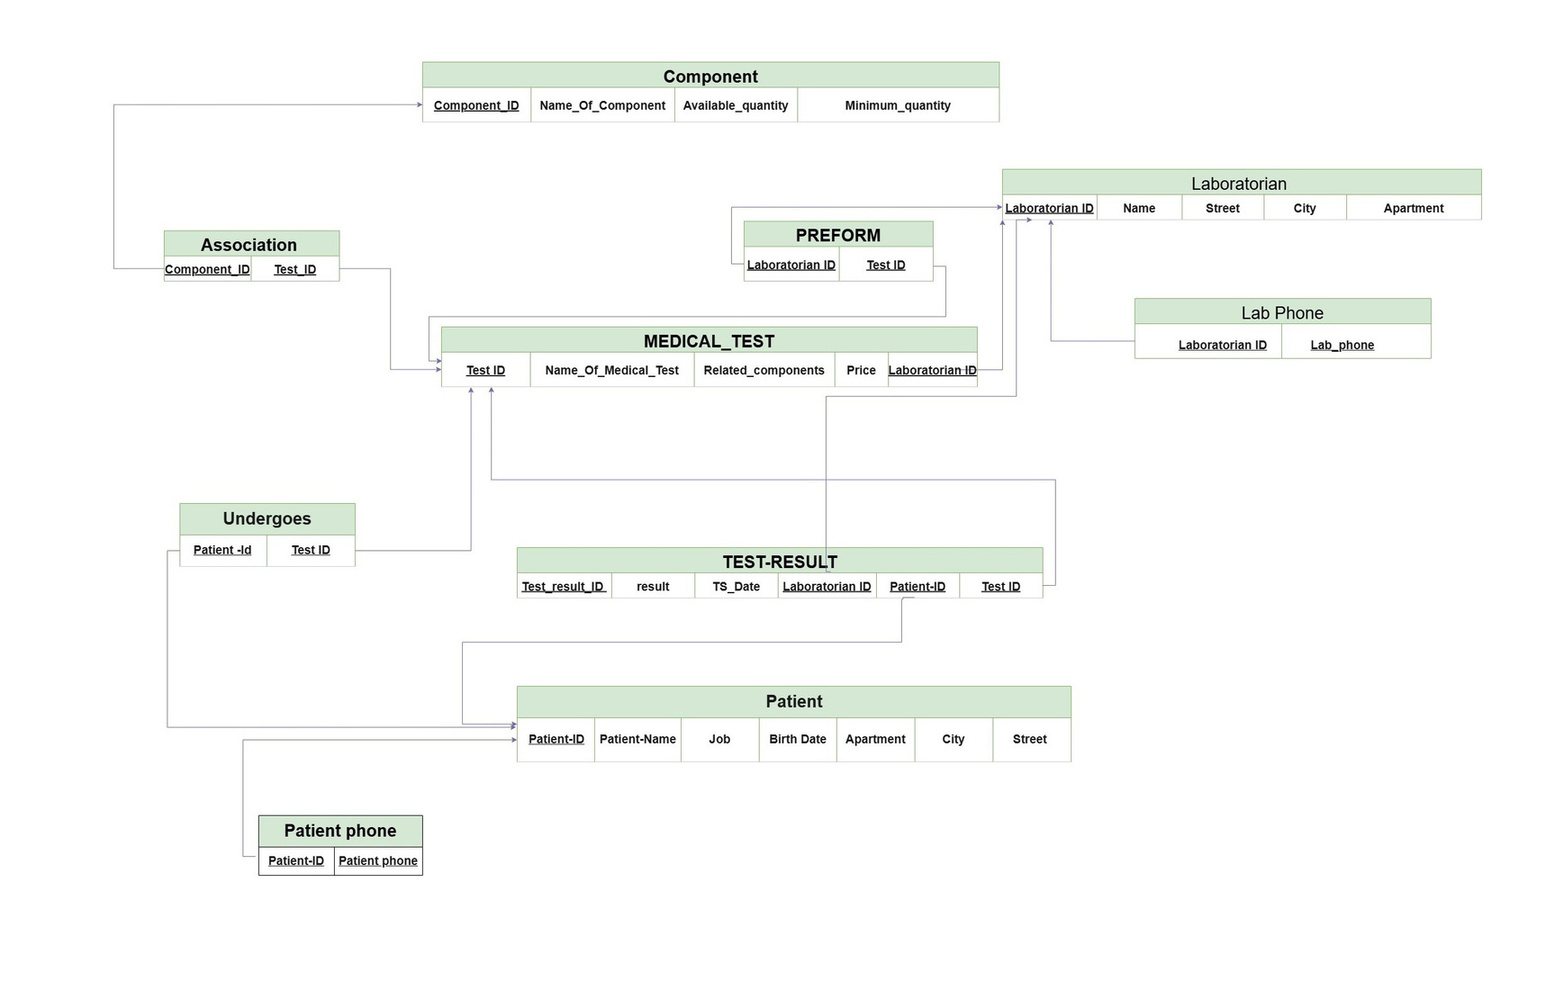 Component
Component_ID Name_Of_Component Available_quantity Minimum_quantity
Laboratorian
Laboratorian ID Name Street City Apartment
PREFORM
Laboratorian ID Test ID
Association
Component_ID Test_ID
Lab Phone
Laboratorian ID Lab_phone
MEDICAL_TEST
Test ID Name_Of_Medical_Test Related_components Price Laboratorian ID
Undergoes
Patient -Id Test ID
TEST-RESULT
Test_result_ID result TS_Date Laboratorian ID Patient-ID Test ID
Patient
Patient-ID Patient-Name Job Birth Date Apartment City Street
Patient phone
Patient-ID Patient phone